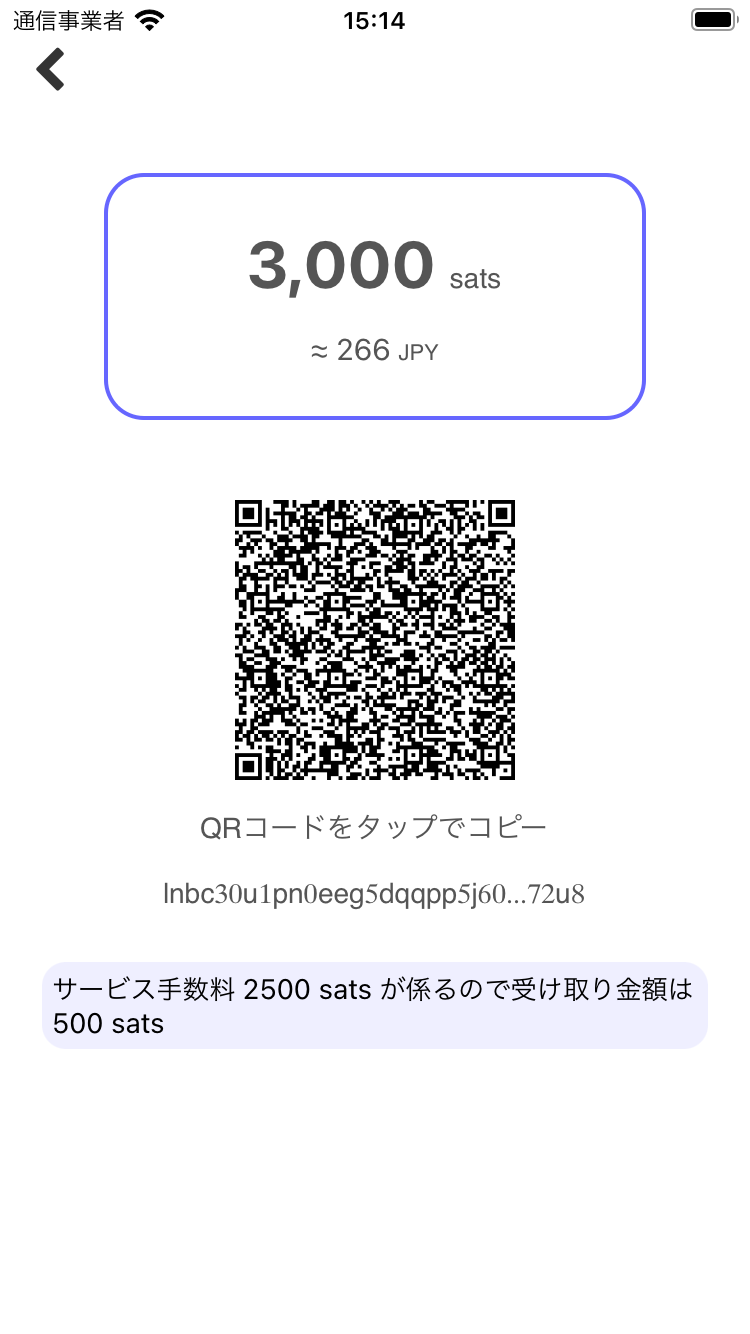 通信事業者 15:14
3,000 sats
≈ 266 JPY
QRコードをタップでコピー
lnbc30u1pn0eeg5dqqpp5j60...72u8
サービス手数料 2500 sats が係るので受け取り金額は
500 sats